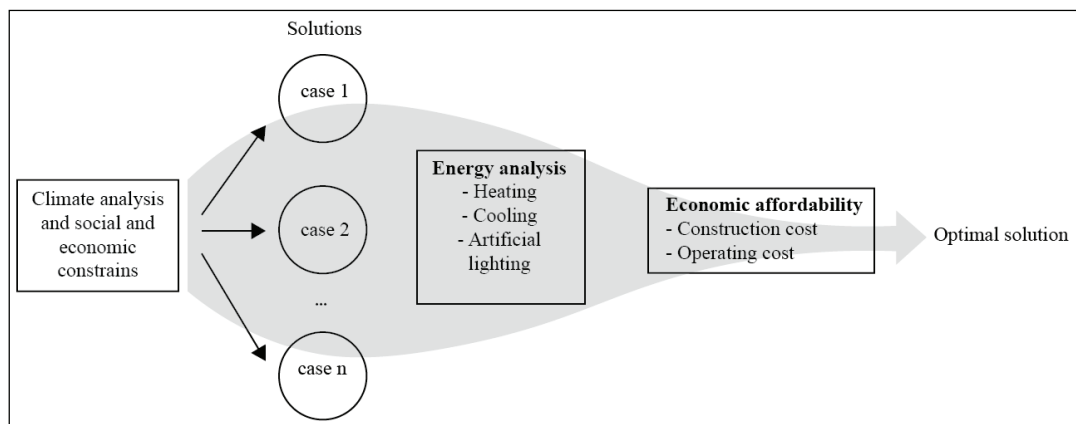 Solutions
case 1
Climate analysis
and social and
economic
constrains
case 2
...
case n
Energy analysis
- Heating
- Cooling
- Artificial
lighting
Economic affordability
- Construction cost
- Operating cost
Optimal solution